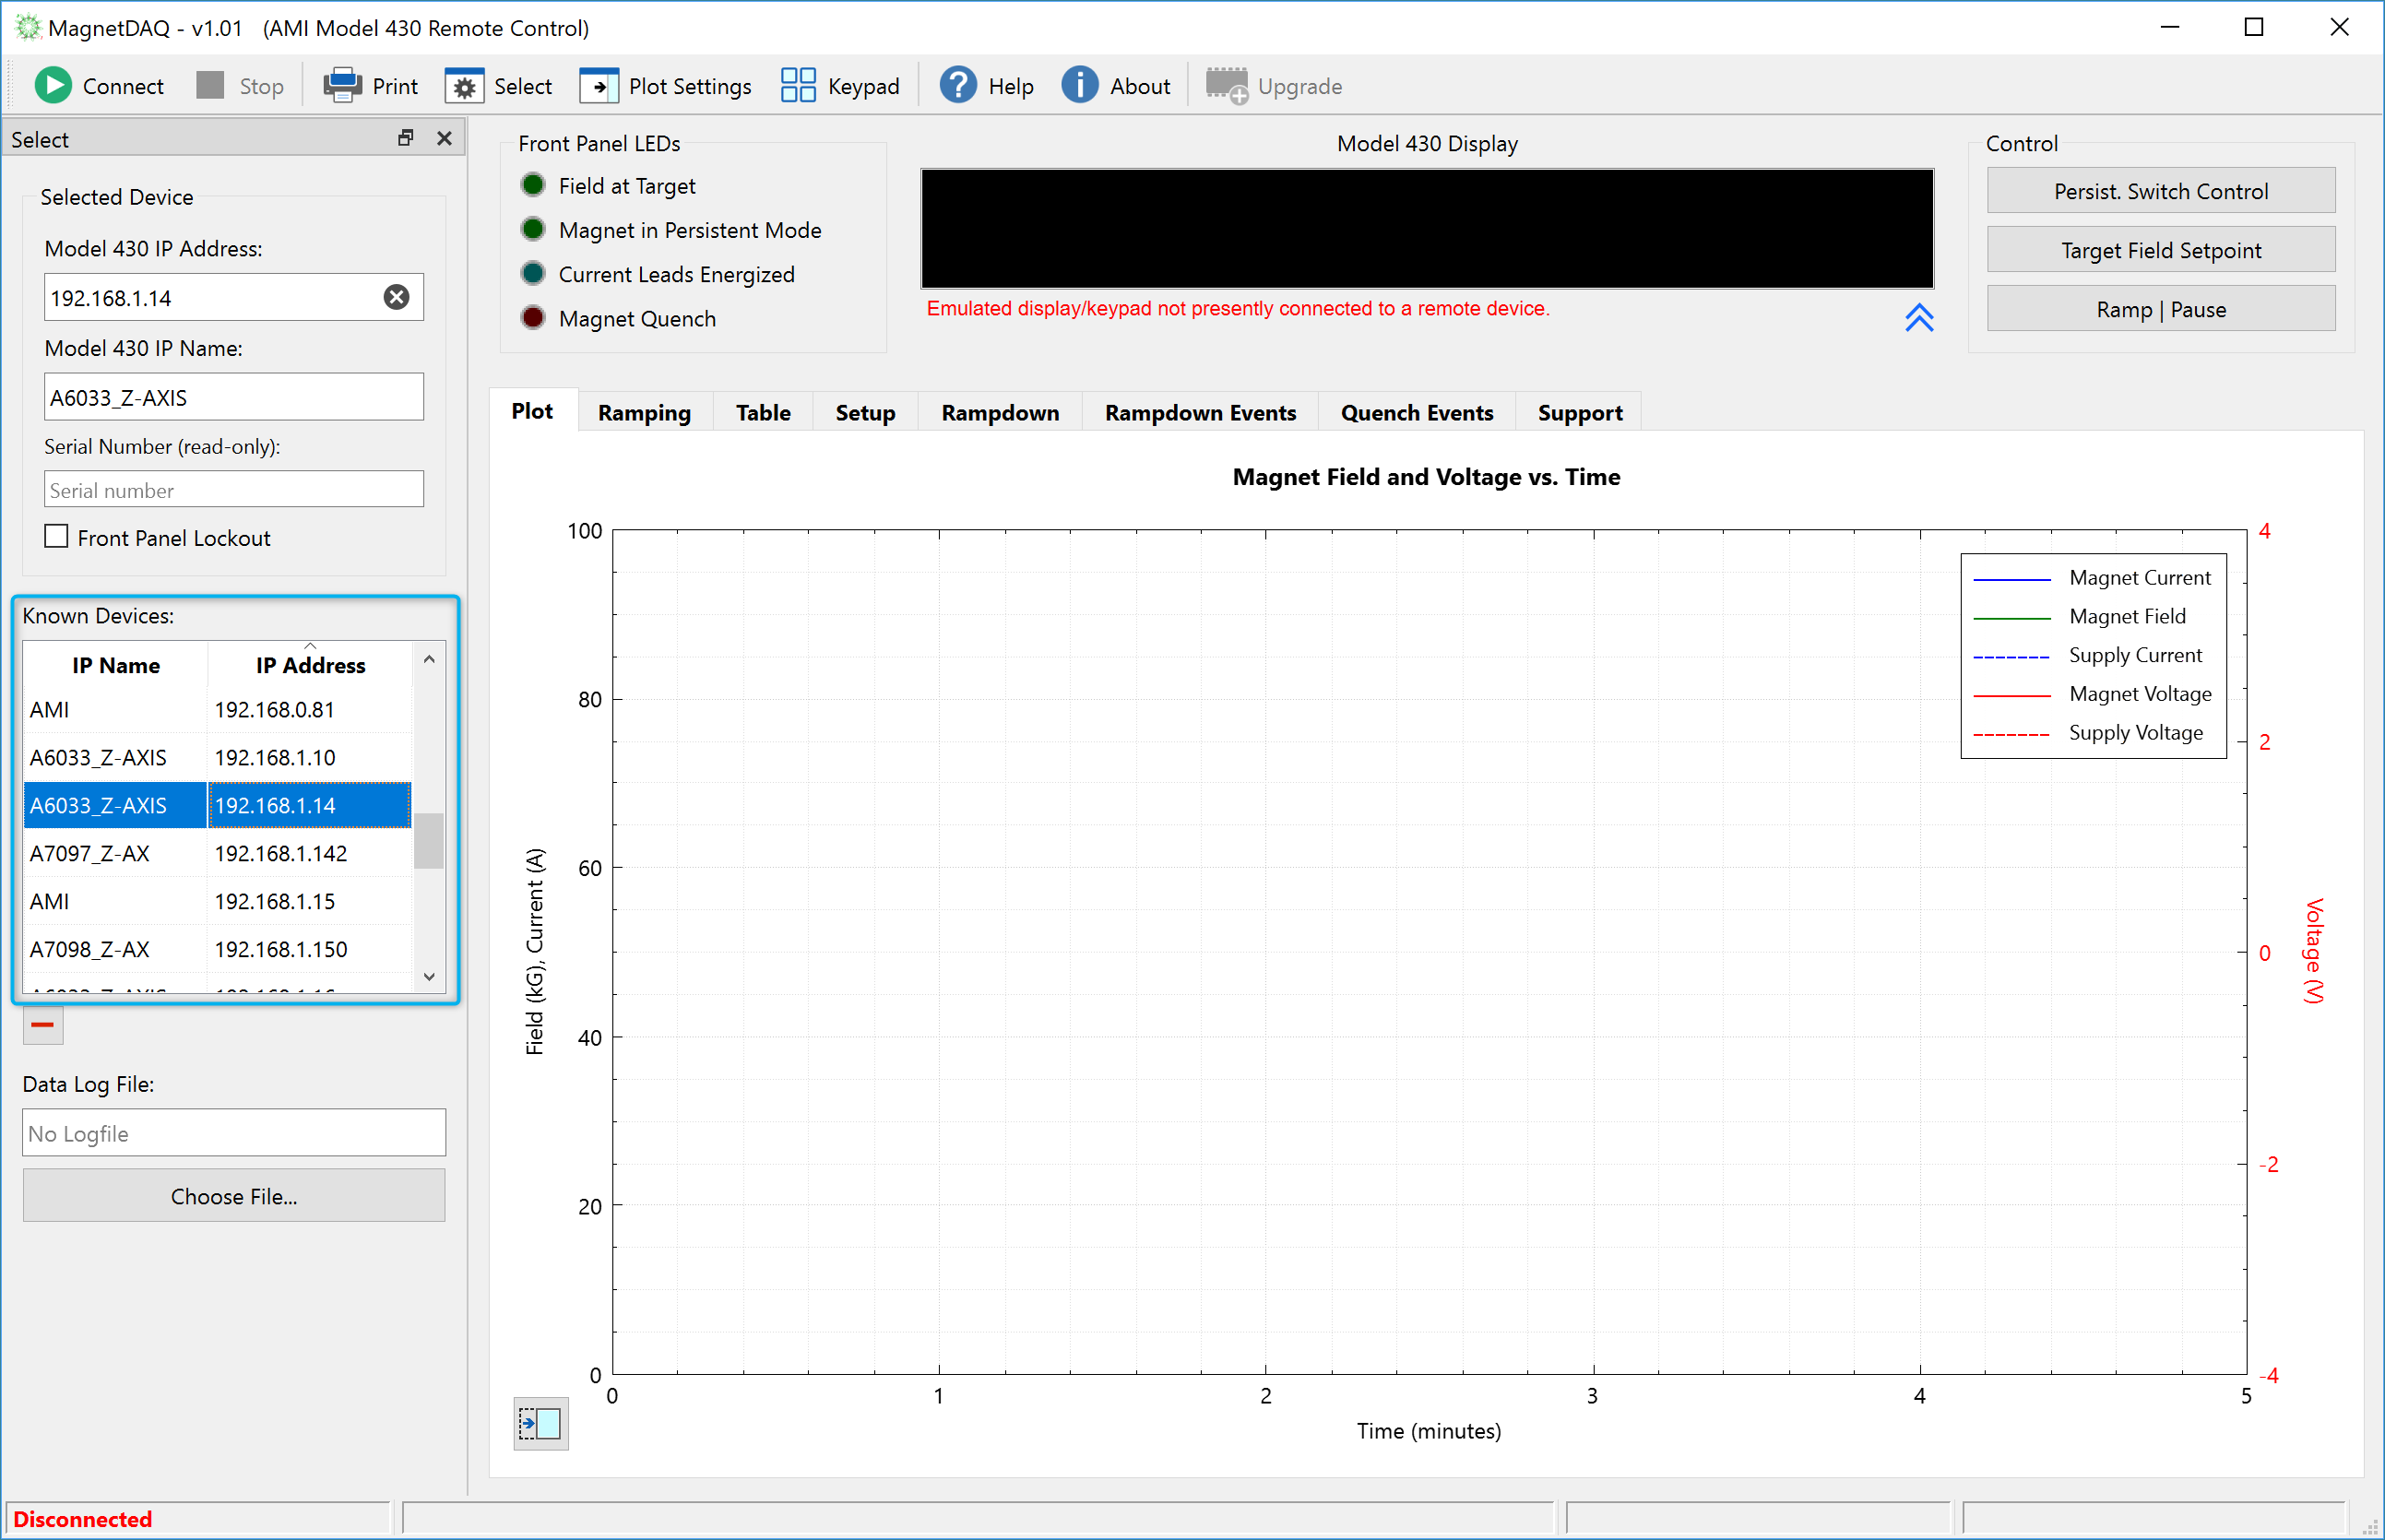 MagnetDAQ - v1.01   (AMI Model 430 Remote Control)
Connect Stop Print Select Plot Settings Keypad Help About Upgrade
Select
Selected Device
Model 430 IP Address:
192.168.1.14
Model 430 IP Name:
A6033_Z-AXIS
Serial Number (read-only):
Serial number
Front Panel Lockout
Known Devices:
IP Name IP Address
AMI 192.168.0.81
A6033_Z-AXIS 192.168.1.10
A6033_Z-AXIS 192.168.1.14
A7097_Z-AX 192.168.1.142
AMI 192.168.1.15
A7098_Z-AX 192.168.1.150
Data Log File:
No Logfile
Choose File...
Front Panel LEDs
Field at Target
Magnet in Persistent Mode
Current Leads Energized
Magnet Quench
Model 430 Display
Emulated display/keypad not presently connected to a remote device.
Control
Persist. Switch Control
Target Field Setpoint
Ramp | Pause
Plot Ramping Table Setup Rampdown Rampdown Events Quench Events Support
Magnet Field and Voltage vs. Time
100
80
60
40
20
0
Field (kG), Current (A)
Magnet Current
Magnet Field
Supply Current
Magnet Voltage
Supply Voltage
4
2
0
-2
-4
Voltage (V)
0 1 2 3 4 5
Time (minutes)
Disconnected